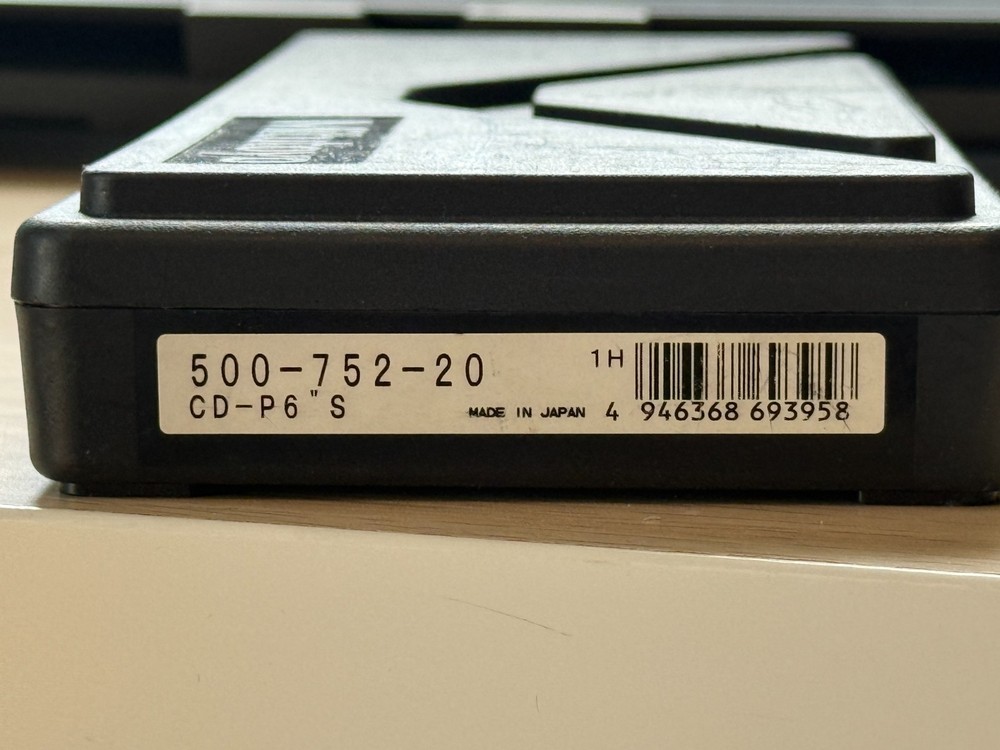 500-752-20
CD-P6"S
MADE IN JAPAN
1H
4 946368 693958